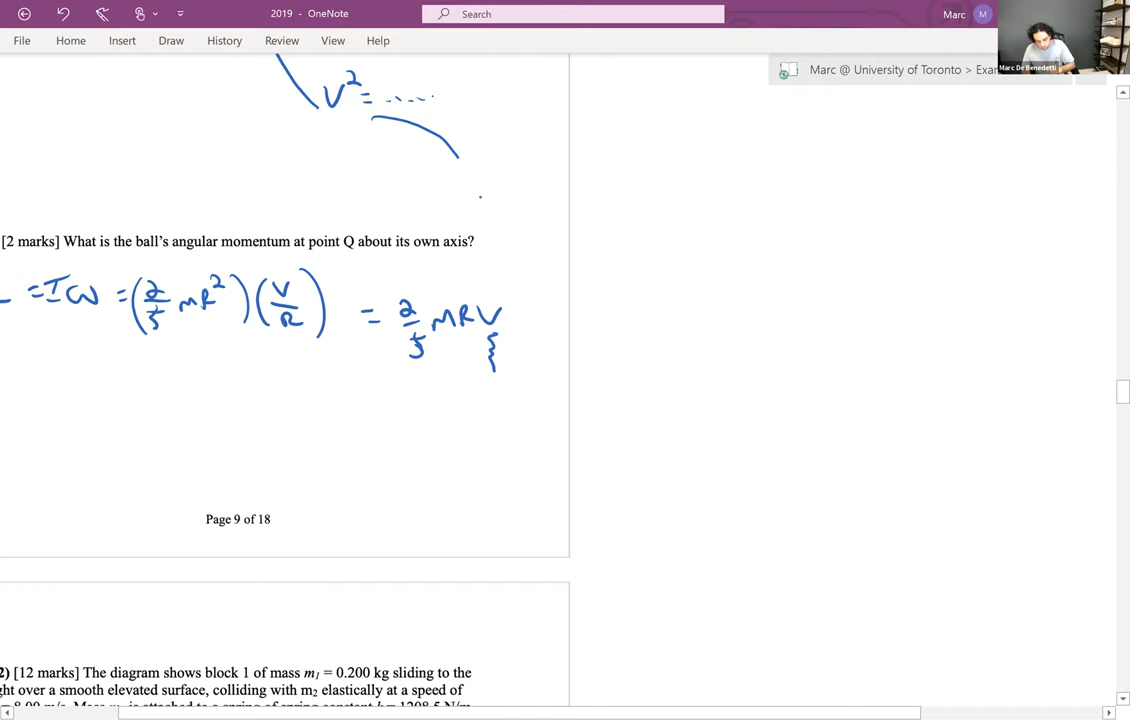 2019 - OneNote
Search
Marc M
File Home Insert Draw History Review View Help
Marc De Benedetti
Marc @ University of Toronto > Exa
V² = .....
[2 marks] What is the ball's angular momentum at point Q about its own axis?
= Iω = (2/5 MR²)(V/R) = 2/5 MRV
Page 9 of 18
2) [12 marks] The diagram shows block 1 of mass m₁ = 0.200 kg sliding to the
ght over a smooth elevated surface, colliding with m₂ elastically at a speed of